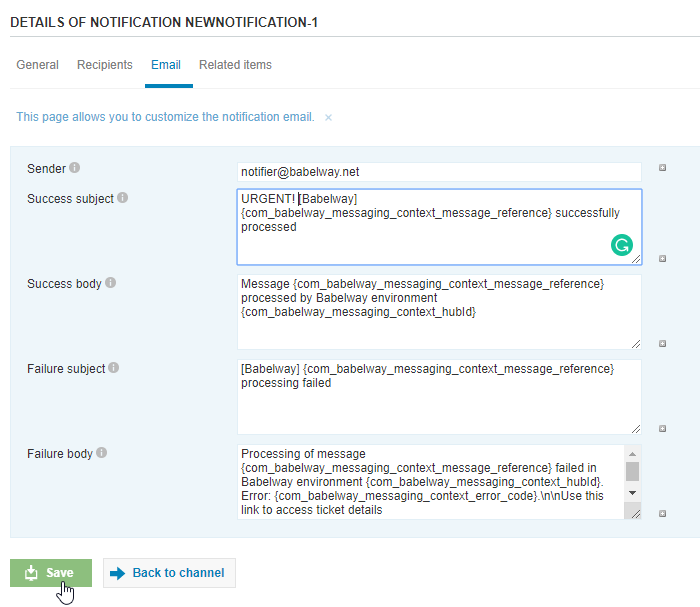 DETAILS OF NOTIFICATION NEWNOTIFICATION-1
General Recipients Email Related items
This page allows you to customize the notification email. ×
Sender notifier@babelway.net
Success subject URGENT! [Babelway]
{com_babelway_messaging_context_message_reference} successfully
processed
Success body Message {com_babelway_messaging_context_message_reference}
processed by Babelway environment
{com_babelway_messaging_context_hubId}
Failure subject [Babelway] {com_babelway_messaging_context_message_reference}
processing failed
Failure body Processing of message
{com_babelway_messaging_context_message_reference} failed in
Babelway environment {com_babelway_messaging_context_hubId}.
Error: {com_babelway_messaging_context_error_code}.\n\nUse this
link to access ticket details
Save Back to channel